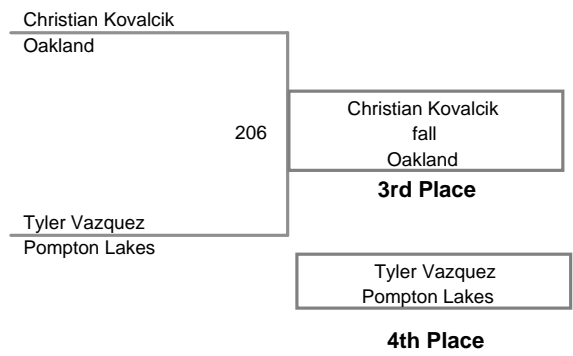 Christian Kovalcik
Oakland
206
Christian Kovalcik
fall
Oakland
3rd Place
Tyler Vazquez
Pompton Lakes
Tyler Vazquez
Pompton Lakes
4th Place